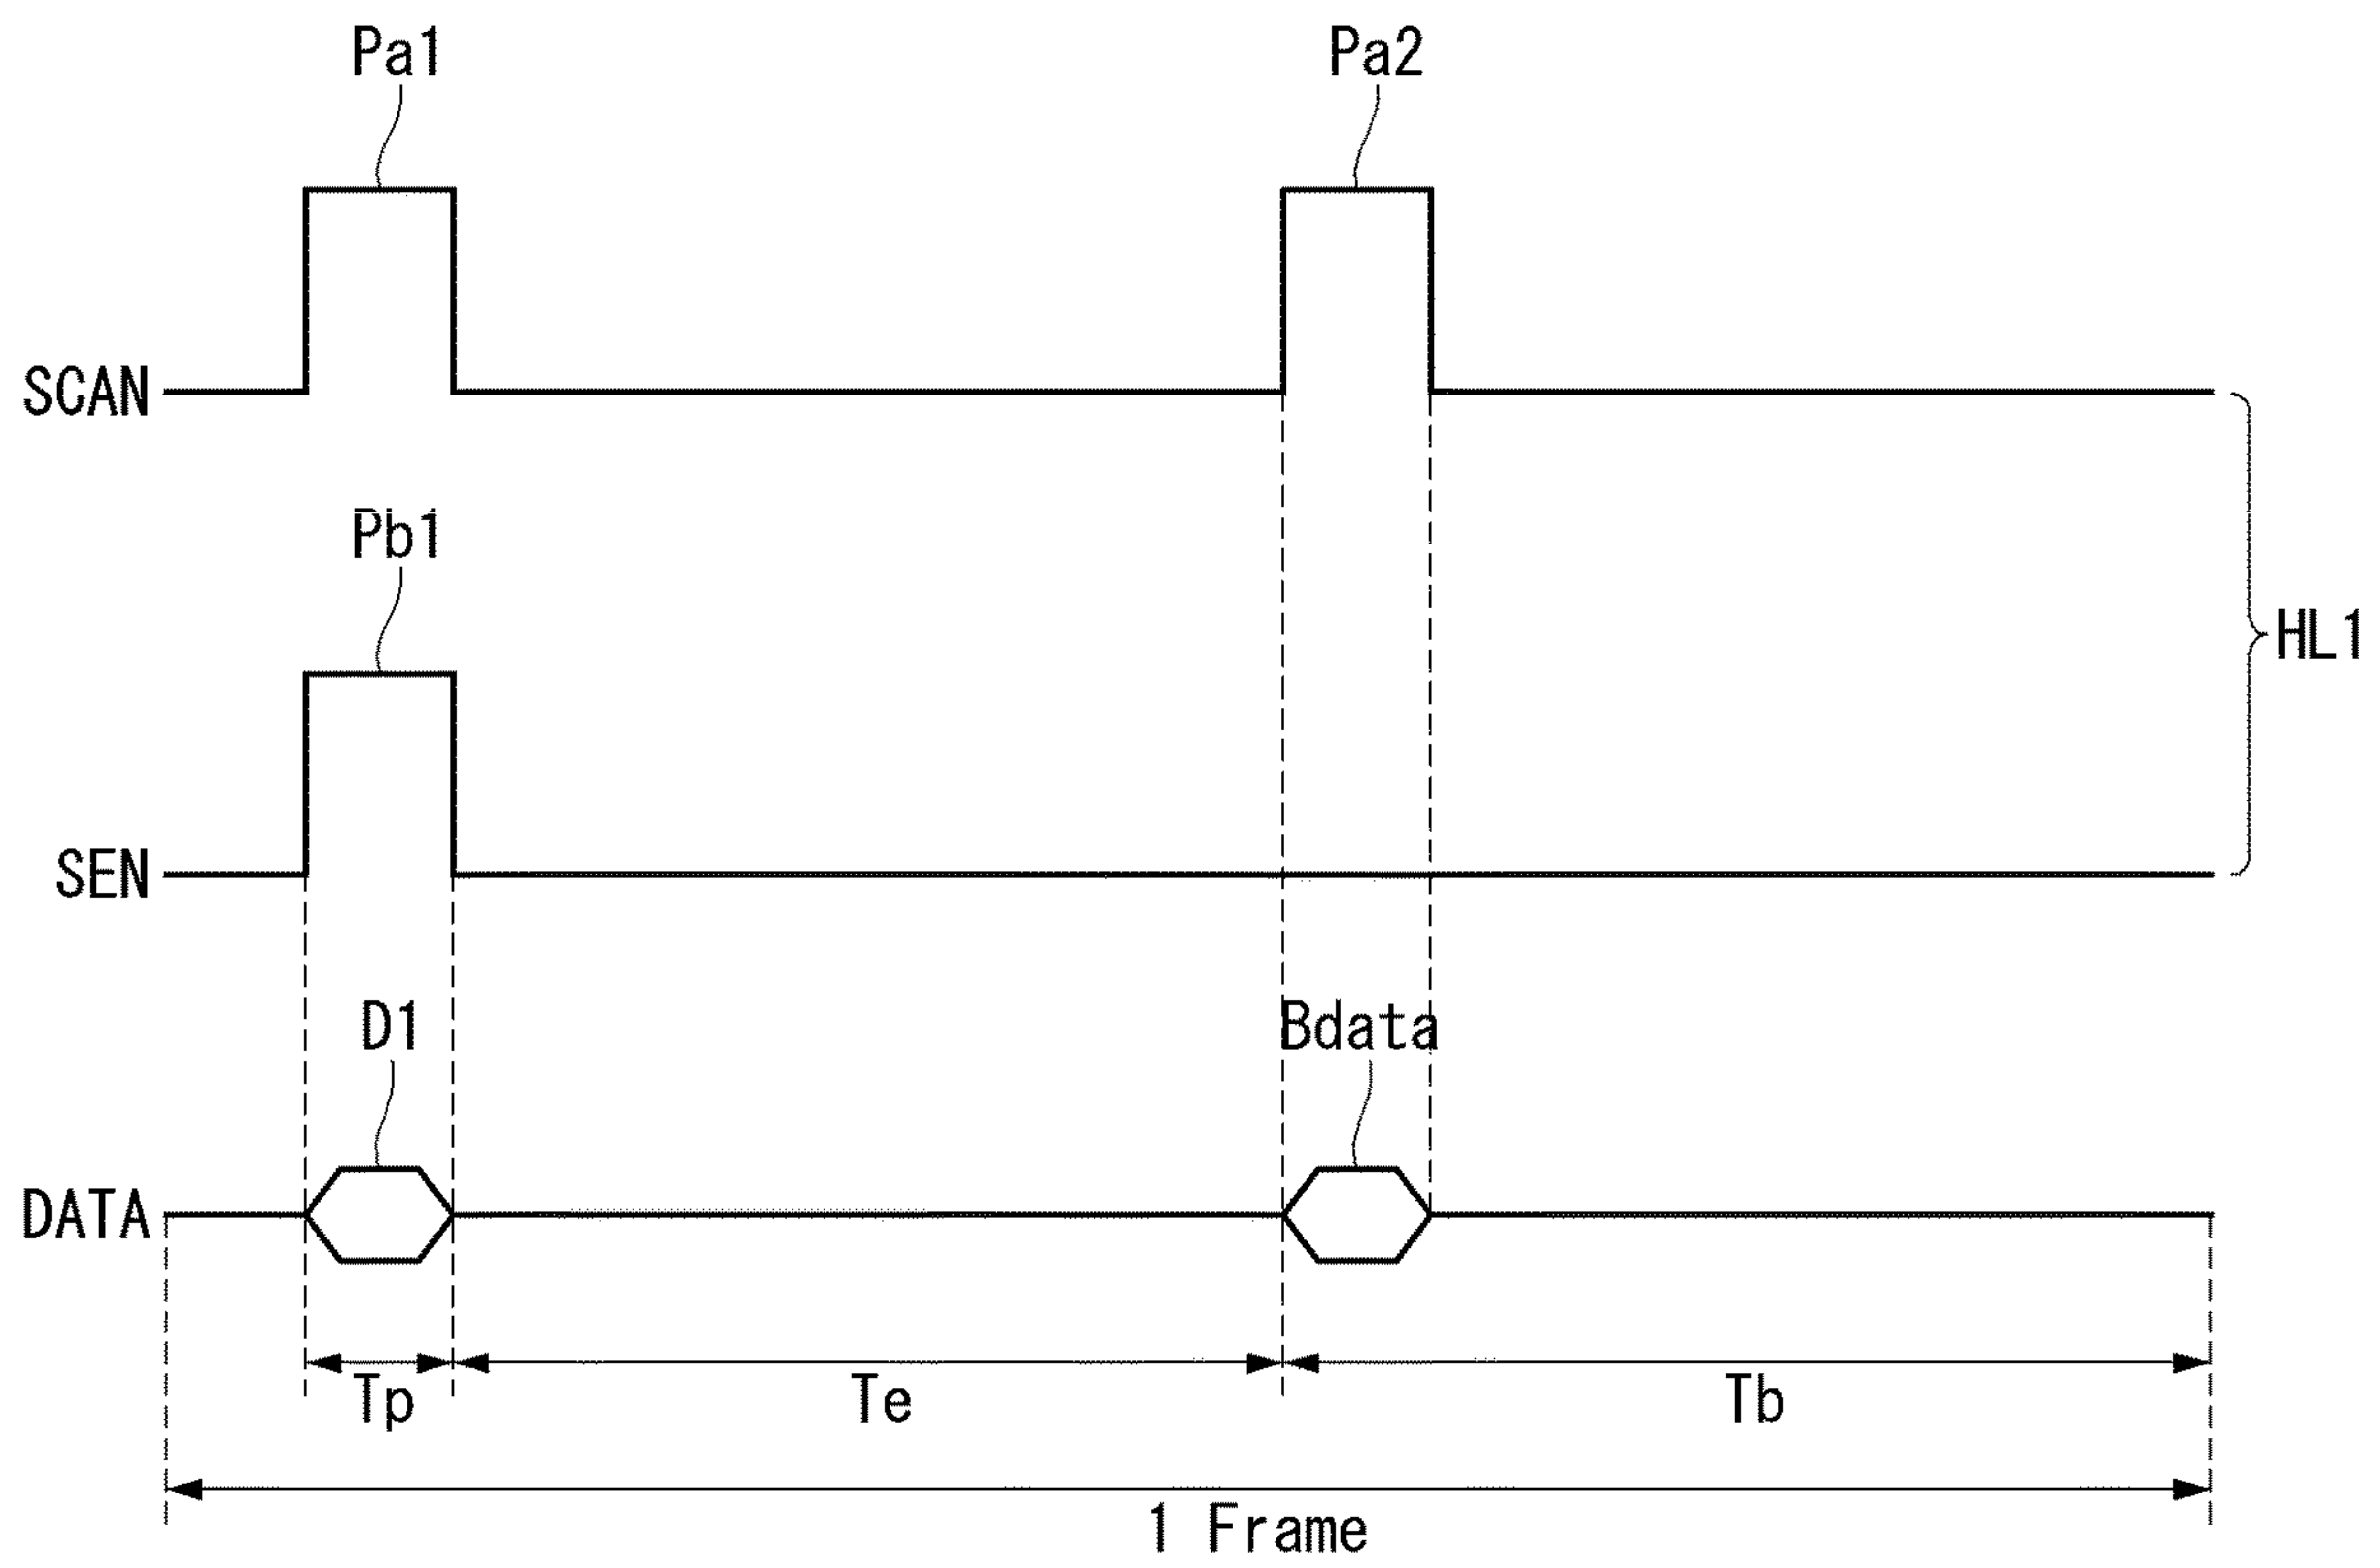 Pa1
Pa2
SCAN
Pb1
HL1
SEN
D1
Bdata
DATA
Tp
Te
Tb
1 Frame